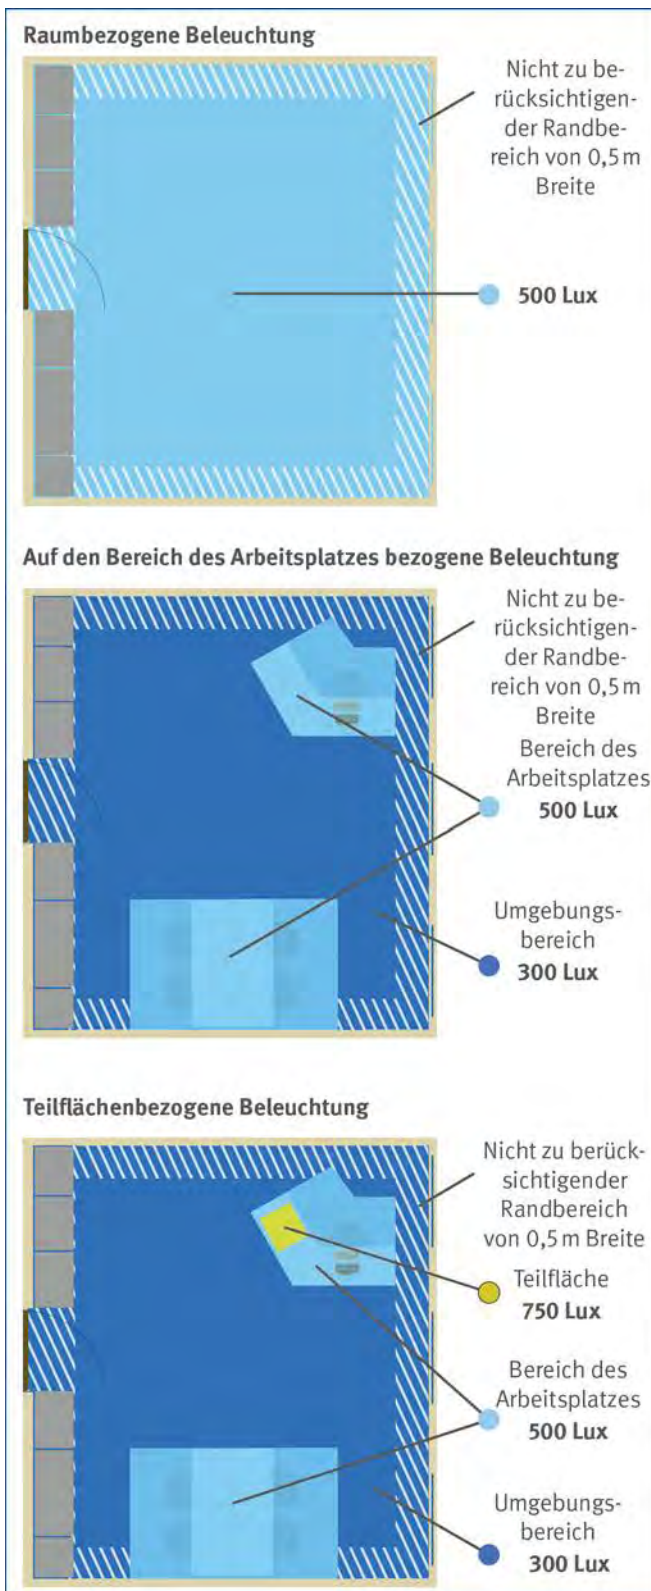 Raumbezogene Beleuchtung
Nicht zu be-
rücksichtigen-
der Randbe-
reich von 0,5 m
Breite
500 Lux
Auf den Bereich des Arbeitsplatzes bezogene Beleuchtung
Nicht zu be-
rücksichtigen-
der Randbe-
reich von 0,5 m
Breite
Bereich des
Arbeitsplatzes
500 Lux
Umgebungs-
bereich
300 Lux
Teilflächenbezogene Beleuchtung
Nicht zu berück-
sichtigender
Randbereich
von 0,5 m Breite
Teilfläche
750 Lux
Bereich des
Arbeitsplatzes
500 Lux
Umgebungs-
bereich
300 Lux